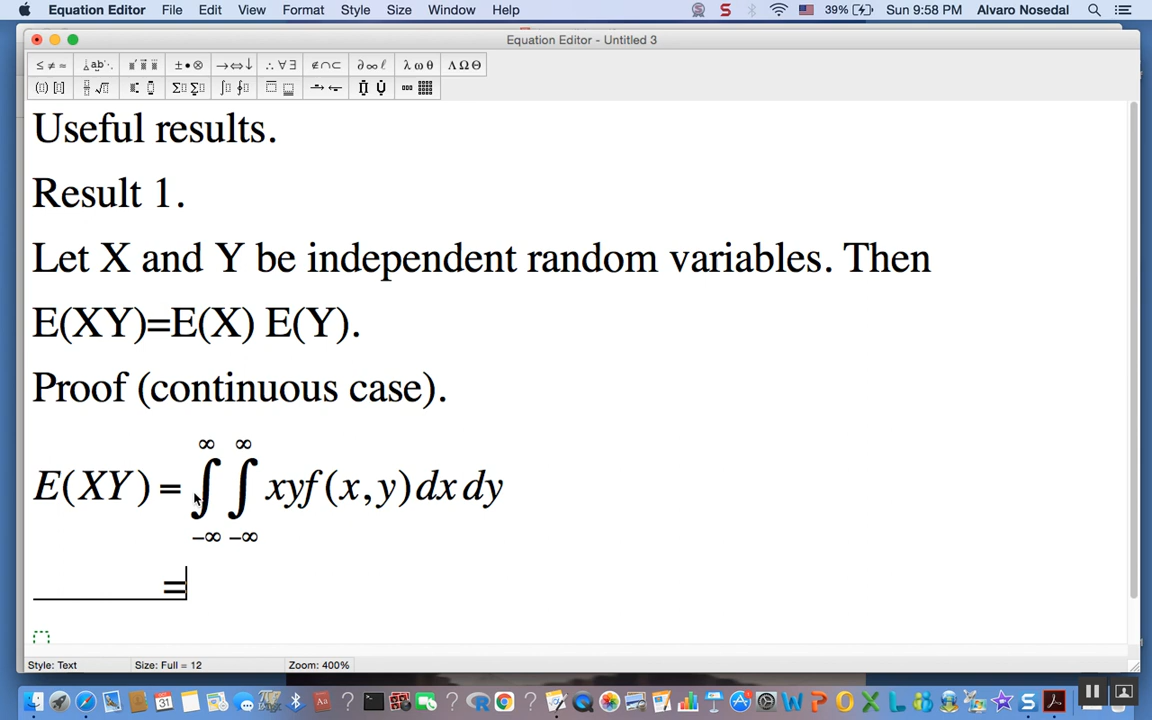 Equation Editor File Edit View Format Style Size Window Help 39% Sun 9:58 PM Alvaro Nosedal
Equation Editor - Untitled 3
Useful results.
Result 1.
Let X and Y be independent random variables. Then
E(XY)=E(X) E(Y).
Proof (continuous case).
E(XY) = ∫_{-∞}^{∞} ∫_{-∞}^{∞} xyf(x,y)dx dy
=
Style: Text Size: Full = 12 Zoom: 400%